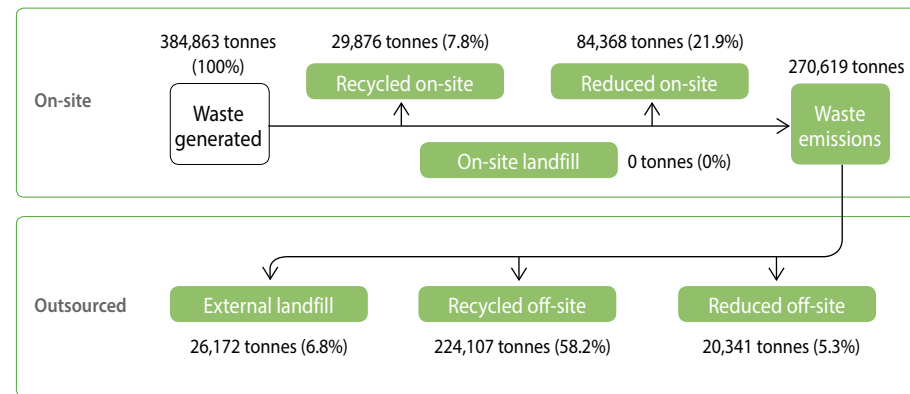 384,863 tonnes
(100%)
29,876 tonnes (7.8%)
84,368 tonnes (21.9%)
270,619 tonnes
On-site
Waste
generated
Recycled on-site
Reduced on-site
Waste
emissions
On-site landfill
0 tonnes (0%)
Outsourced
External landfill
Recycled off-site
Reduced off-site
26,172 tonnes (6.8%)
224,107 tonnes (58.2%)
20,341 tonnes (5.3%)